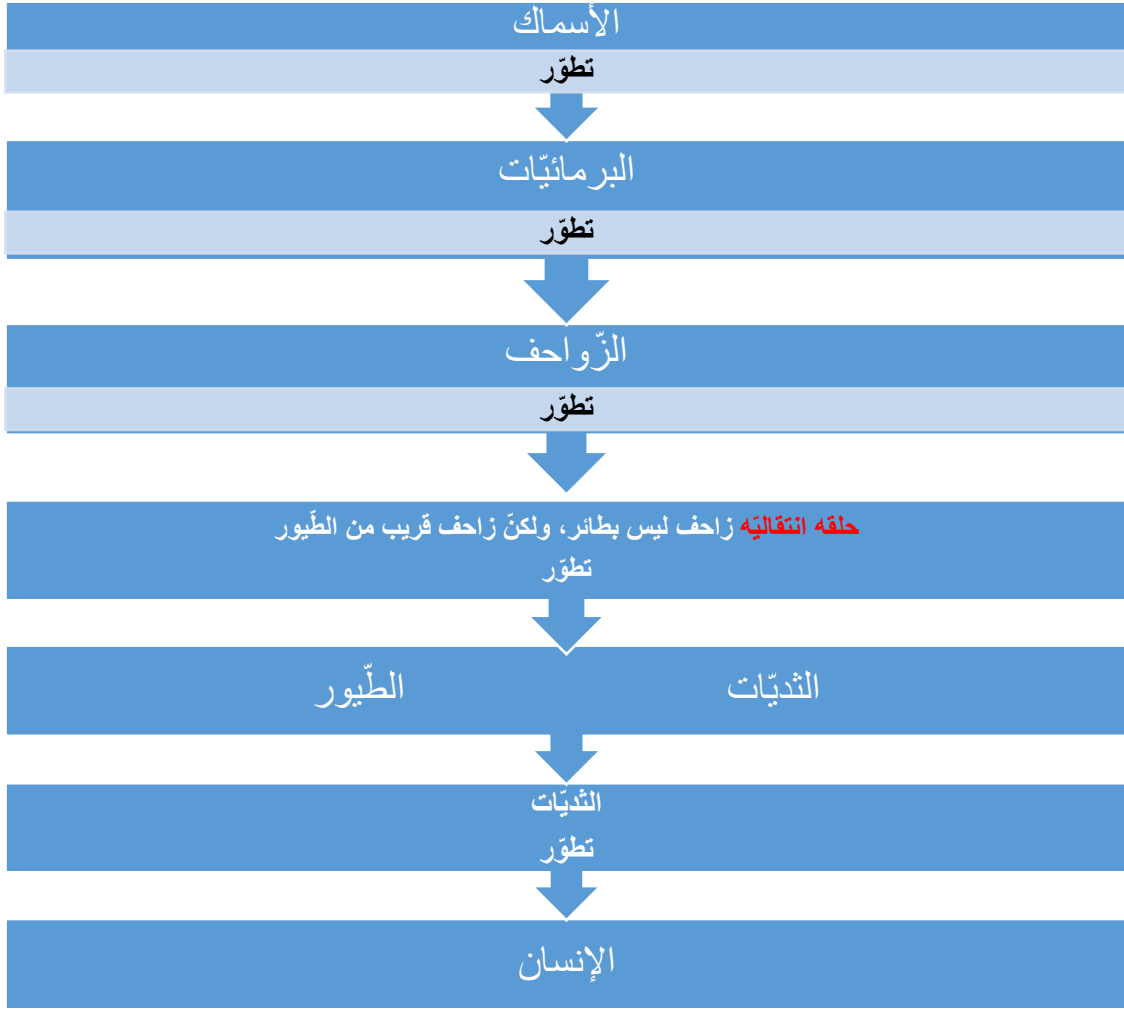 الأسماك
تطوّر
البرمائيّات
تطوّر
الزّواحف
تطوّر
حلقه انتقاليّه زاحف ليس بطائر، ولكنّ زاحف قريب من الطّيور
تطوّر
الثديّات الطّيور
الثديّات
تطوّر
الإنسان